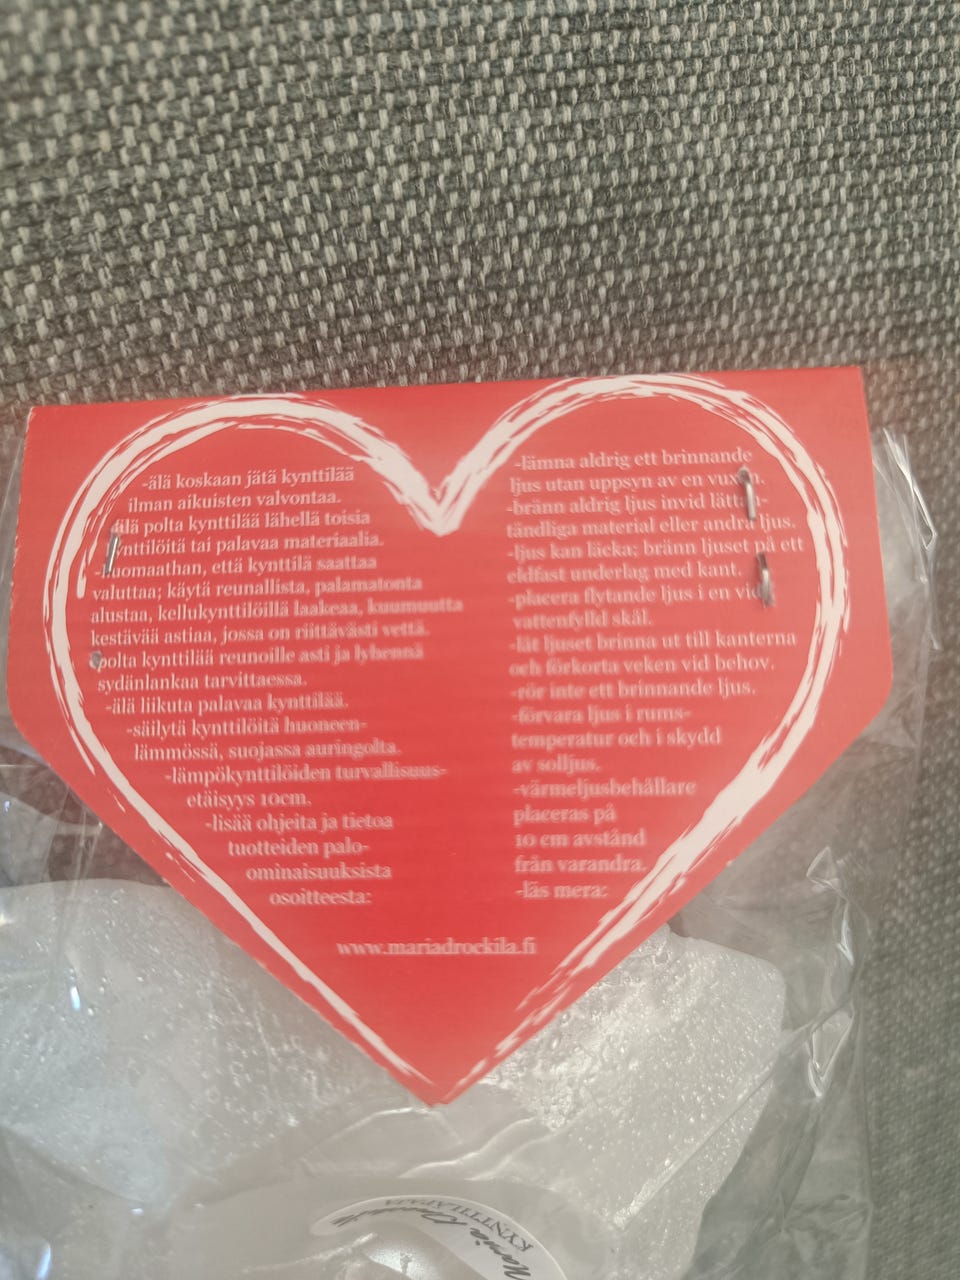 -älä koskaan jätä kynttilää
ilman aikuisten valvontaa.
älä polta kynttilää lähellä toisia
kynttilöitä tai palavaa materiaalia.
-huomaathan, että kynttilä saattaa
valuttaa; käytä reunallista, palamatonta
alustaa, kellukynttilöillä laakeaa, kuumuutta
kestävää astiaa, jossa on riittävästi vettä.
polta kynttilää reunoille asti ja lyhennä
sydänlankaa tarvittaessa.
-älä liikuta palavaa kynttilää.
-säilytä kynttilöitä huoneen-
lämmössä, suojassa auringolta.
-lämpökynttilöiden turvallisuus-
etäisyys 10cm.
-lisää ohjeita ja tietoa
tuotteiden palo-
ominaisuuksista
osoitteesta:
-lämna aldrig ett brinnande
ljus utan uppsyn av en vuxen.
-bränn aldrig ljus invid lättan-
tändliga material eller andra ljus.
-ljus kan läcka; bränn ljuset på ett
eldfast underlag med kant.
-placera flytande ljus i en vid
vattenfylld skål.
-låt ljuset brinna ut till kanterna
och förkorta veken vid behov.
-rör inte ett brinnande ljus.
-förvara ljus i rums-
temperatur och i skydd
av solljus.
-värmeljusbehållare
placeras på
10 cm avstånd
från varandra.
-läs mera:
www.mariadrockila.fi
Maria
KYNTTILÄPAJA